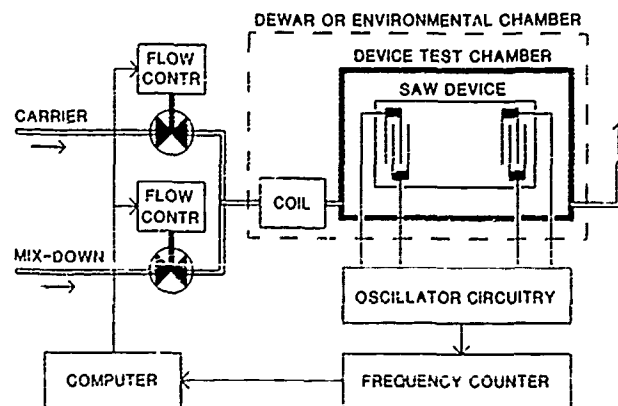 DEWAR OR ENVIRONMENTAL CHAMBER
DEVICE TEST CHAMBER
SAW DEVICE
FLOW
CONTR
CARRIER
FLOW
CONTR
COIL
MIX-DOWN
OSCILLATOR CIRCUITRY
COMPUTER
FREQUENCY COUNTER